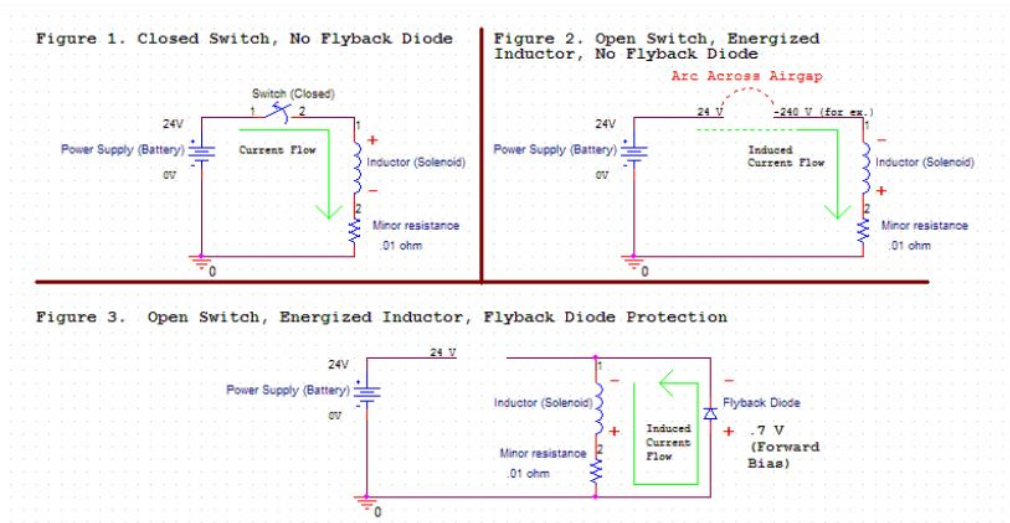 Figure 1. Closed Switch, No Flyback Diode
Switch (Closed)
1 2
24V
1
+
Power Supply (Battery)
+
Current Flow
Inductor (Solenoid)
-
0V
-
2
Minor resistance
.01 ohm
0
Figure 2. Open Switch, Energized
Inductor, No Flyback Diode
Arc Across Airgap
24 V -240 V (for ex.)
24V
1
-
Power Supply (Battery)
+
Induced
Current Flow
Inductor (Solenoid)
-
0V
+
2
Minor resistance
.01 ohm
0
Figure 3. Open Switch, Energized Inductor, Flyback Diode Protection
24 V
24V
1
-
-
Power Supply (Battery)
+
Inductor (Solenoid)
Flyback Diode
-
0V
+
Induced
Current
Flow
+ .7 V
(Forward
Bias)
2
Minor resistance
.01 ohm
0